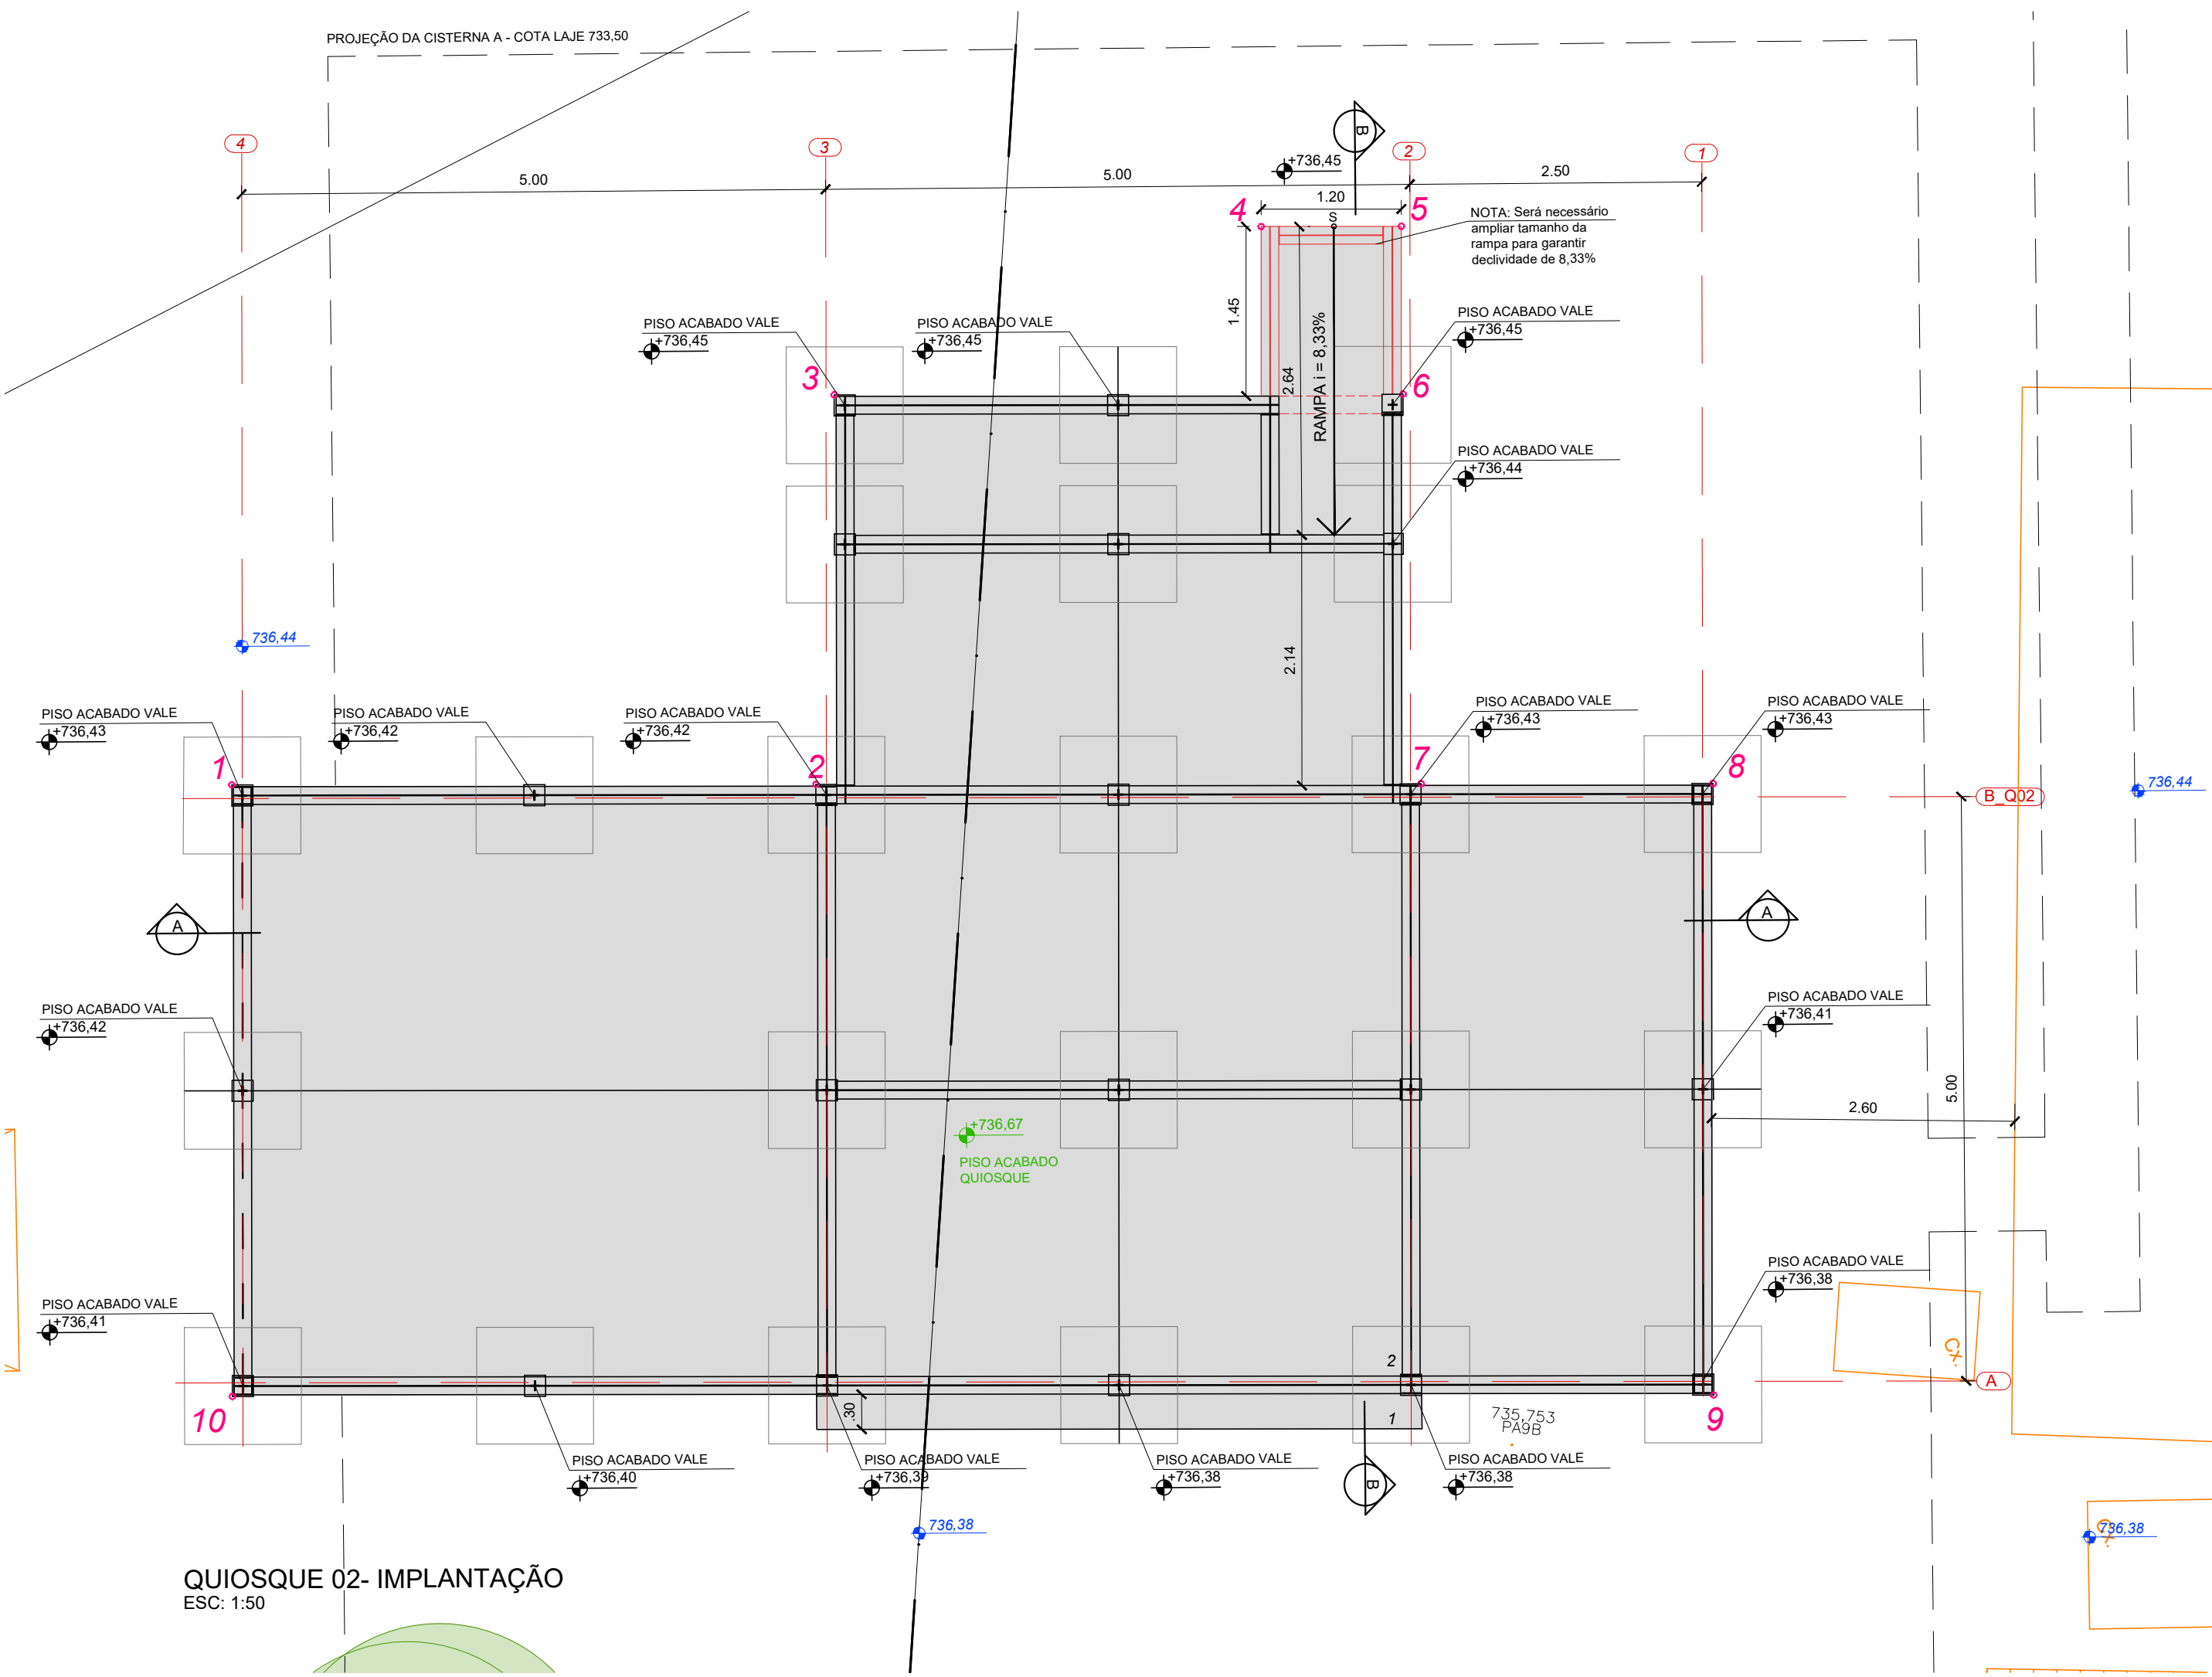 PROJEÇÃO DA CISTERNA A - COTA LAJE 733,50
4
3
2
1
5.00
5.00
2.50
B
+736,45
1.20
4
5
S
NOTA: Será necessário
ampliar tamanho da
rampa para garantir
declividade de 8,33%
1.45
2.64
RAMPA i = 8,33%
PISO ACABADO VALE
+736,45
PISO ACABADO VALE
+736,45
PISO ACABADO VALE
+736,45
3
6
PISO ACABADO VALE
+736,44
736,44
2.14
PISO ACABADO VALE
+736,43
PISO ACABADO VALE
+736,42
PISO ACABADO VALE
+736,42
PISO ACABADO VALE
+736,43
PISO ACABADO VALE
+736,43
1
2
7
8
736,44
B_Q02
A
A
PISO ACABADO VALE
+736,42
PISO ACABADO VALE
+736,41
5.00
2.60
+736,67
PISO ACABADO
QUIOSQUE
PISO ACABADO VALE
+736,41
PISO ACABADO VALE
+736,38
CX.
A
2
1
.30
10
9
735,753
PA9B
PISO ACABADO VALE
+736,40
PISO ACABADO VALE
+736,39
PISO ACABADO VALE
+736,38
PISO ACABADO VALE
+736,38
B
736,38
CX.
736,38
QUIOSQUE 02- IMPLANTAÇÃO
ESC: 1:50